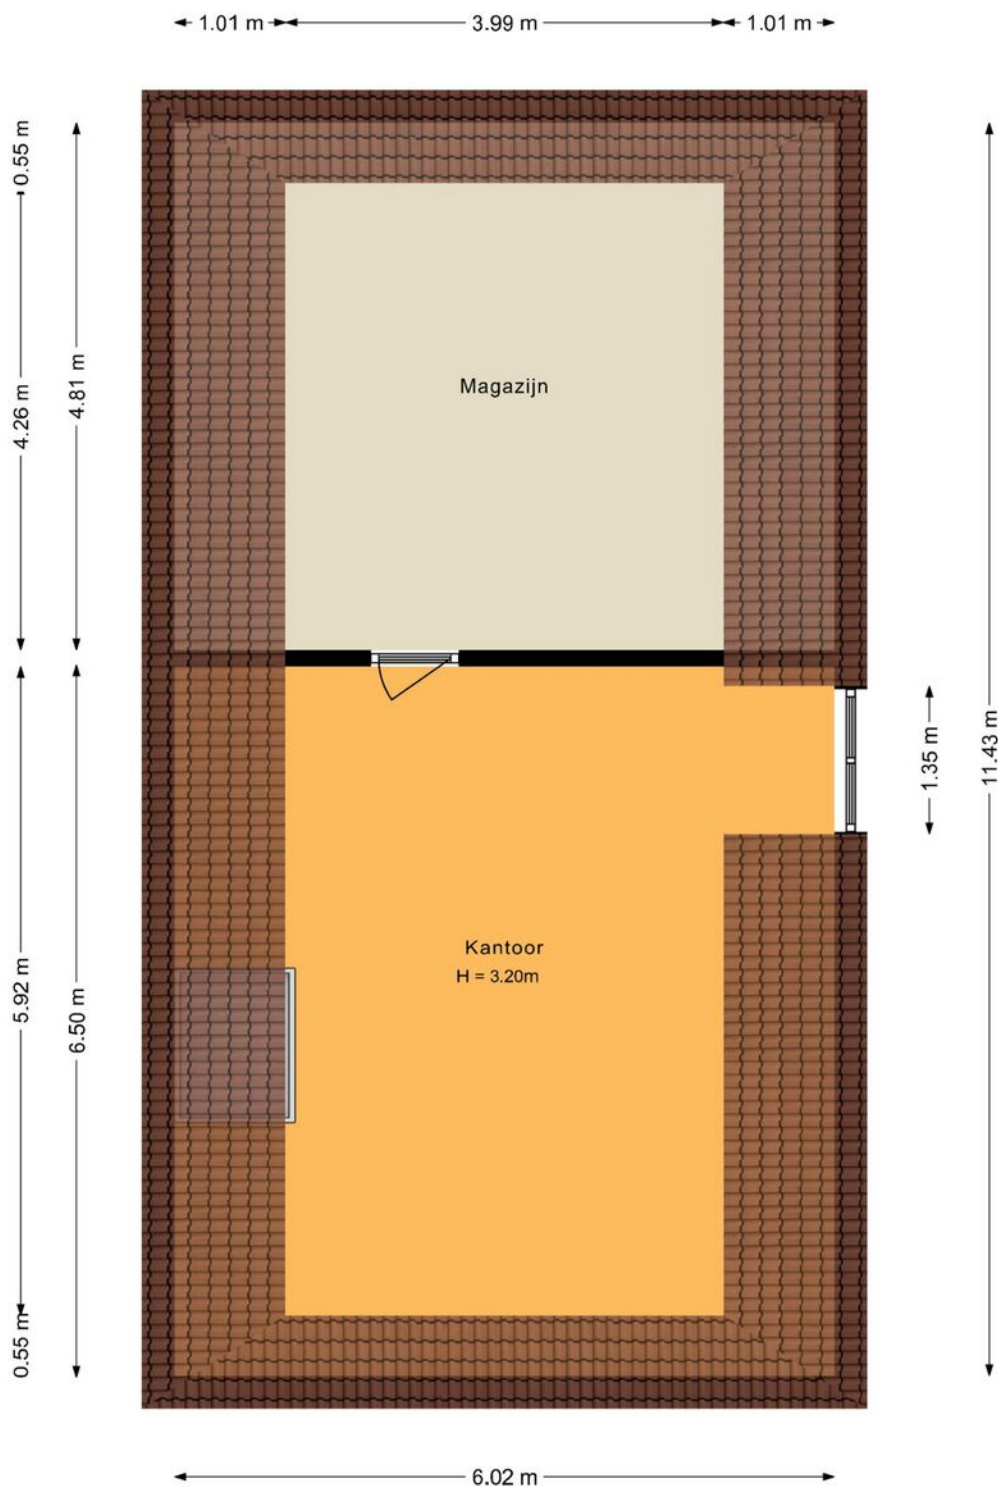 1.01 m
3.99 m
1.01 m
0.55 m
4.26 m
4.81 m
Magazijn
11.43 m
1.35 m
Kantoor
H = 3.20m
5.92 m
6.50 m
0.55 m
6.02 m